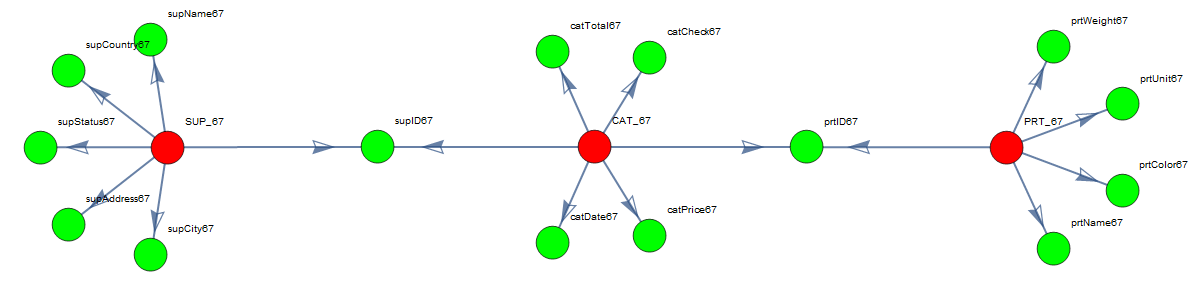 supName67
supCountry67
supStatus67
SUP_67
supAddress67
supCity67
supID67
catTotal67
catCheck67
CAT_67
catDate67
catPrice67
prtID67
prtWeight67
prtUnit67
PRT_67
prtColor67
prtName67